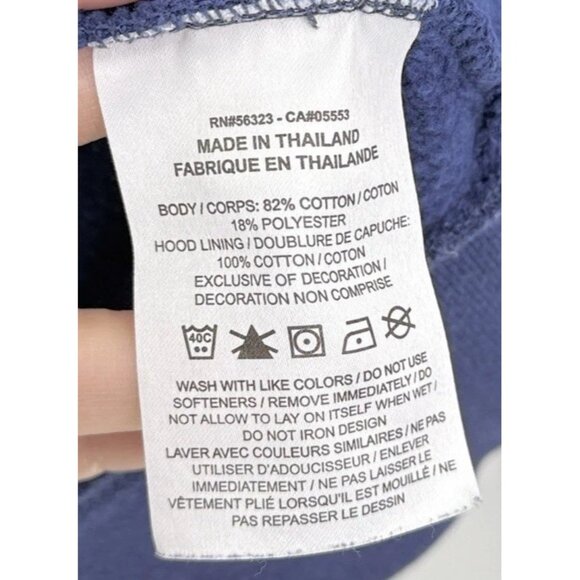 RN#56323 - CA#05553
MADE IN THAILAND
FABRIQUE EN THAILANDE
BODY / CORPS: 82% COTTON / COTON
18% POLYESTER
HOOD LINING / DOUBLURE DE CAPUCHE:
100% COTTON / COTON
EXCLUSIVE OF DECORATION /
DECORATION NON COMPRISE
40C
WASH WITH LIKE COLORS / DO NOT USE
SOFTENERS / REMOVE IMMEDIATELY / DO
NOT ALLOW TO LAY ON ITSELF WHEN WET /
DO NOT IRON DESIGN
LAVER AVEC COULEURS SIMILAIRES / NE PAS
UTILISER D'ADOUCISSEUR / ENLEVER
IMMEDIATEMENT / NE PAS LAISSER LE
VÊTEMENT PLIÉ LORSQU'IL EST MOUILLÉ / NE
PAS REPASSER LE DESSIN